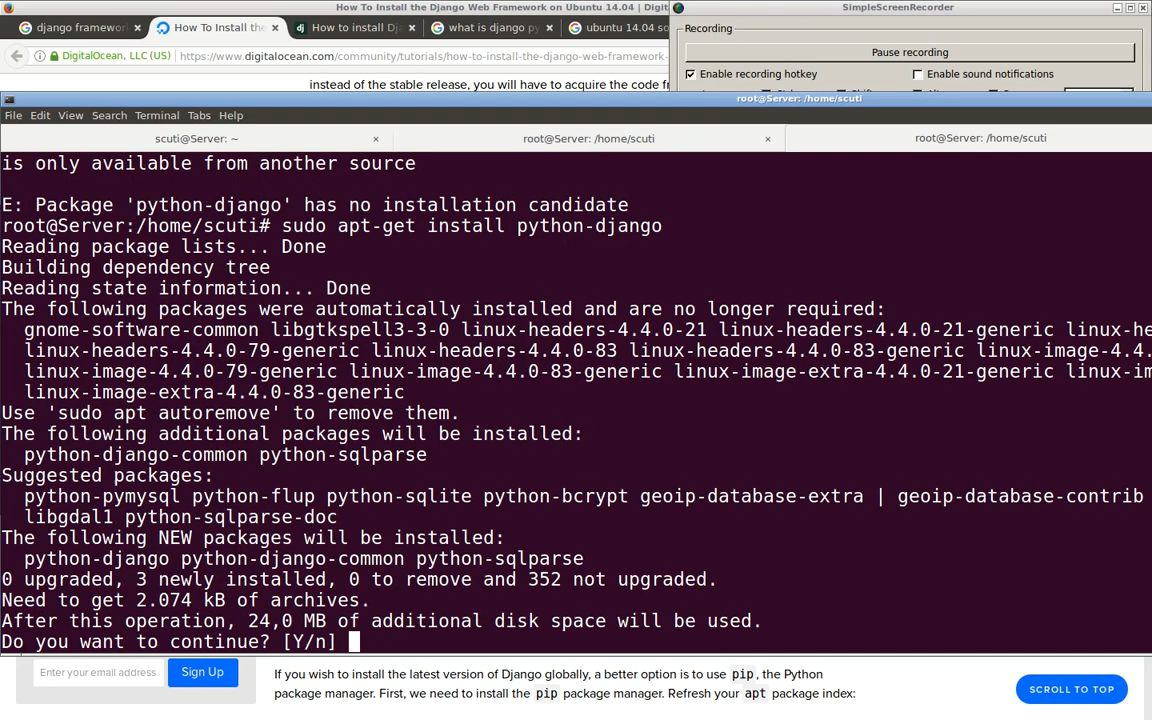 How To Install the Django Web Framework on Ubuntu 14.04 | Digit
SimpleScreenRecorder
django framewor
How To Install the
How to install Dj
what is django py
ubuntu 14.04 so
DigitalOcean, LLC (US)
https://www.digitalocean.com/community/tutorials/how-to-install-the-django-web-framework-
Recording
Pause recording
Enable recording hotkey
Enable sound notifications
instead of the stable release, you will have to acquire the code fr
root@Server: /home/scuti
File Edit View Search Terminal Tabs Help
scuti@Server: ~
root@Server: /home/scuti
root@Server: /home/scuti
is only available from another source
E: Package 'python-django' has no installation candidate
root@Server:/home/scuti# sudo apt-get install python-django
Reading package lists... Done
Building dependency tree
Reading state information... Done
The following packages were automatically installed and are no longer required:
gnome-software-common libgtkspell3-3-0 linux-headers-4.4.0-21 linux-headers-4.4.0-21-generic linux-he
linux-headers-4.4.0-79-generic linux-headers-4.4.0-83 linux-headers-4.4.0-83-generic linux-image-4.4.
linux-image-4.4.0-79-generic linux-image-4.4.0-83-generic linux-image-extra-4.4.0-21-generic linux-im
linux-image-extra-4.4.0-83-generic
Use 'sudo apt autoremove' to remove them.
The following additional packages will be installed:
python-django-common python-sqlparse
Suggested packages:
python-pymysql python-flup python-sqlite python-bcrypt geoip-database-extra | geoip-database-contrib
libgdal1 python-sqlparse-doc
The following NEW packages will be installed:
python-django python-django-common python-sqlparse
0 upgraded, 3 newly installed, 0 to remove and 352 not upgraded.
Need to get 2.074 kB of archives.
After this operation, 24,0 MB of additional disk space will be used.
Do you want to continue? [Y/n]
Enter your email address
Sign Up
If you wish to install the latest version of Django globally, a better option is to use pip, the Python
package manager. First, we need to install the pip package manager. Refresh your apt package index:
SCROLL TO TOP